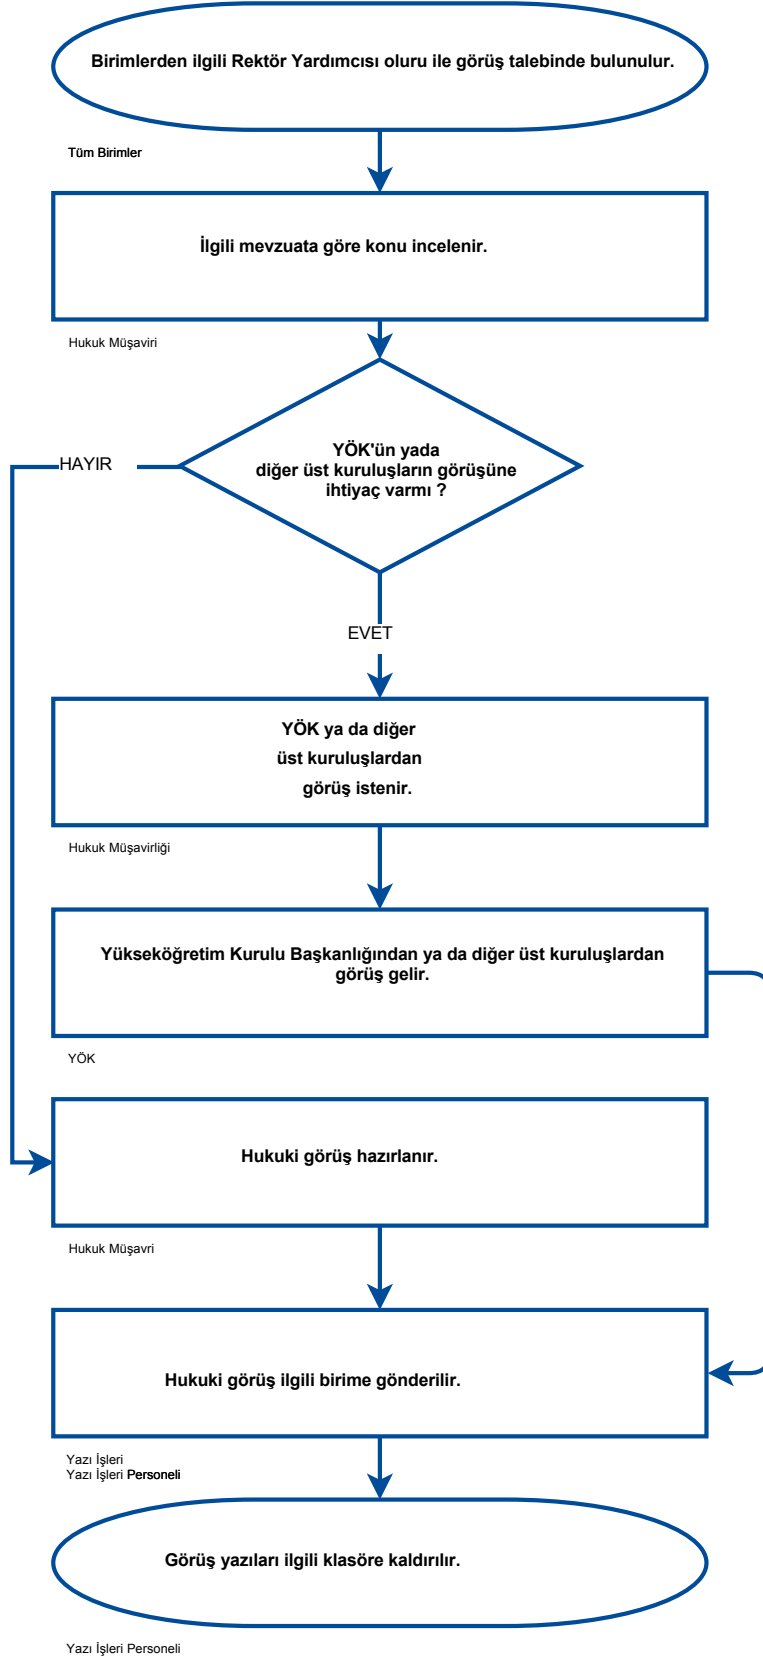 Birimlerden ilgili Rektör Yardımcısı oluru ile görüş talebinde bulunulur.
Tüm Birimler
İlgili mevzuata göre konu incelenir.
Hukuk Müşaviri
YÖK'ün yada
diğer üst kuruluşların görüşüne
ihtiyaç varmı ?
HAYIR
EVET
YÖK ya da diğer
üst kuruluşlardan
görüş istenir.
Hukuk Müşavirliği
Yükseköğretim Kurulu Başkanlığından ya da diğer üst kuruluşlardan
görüş gelir.
YÖK
Hukuki görüş hazırlanır.
Hukuk Müşavri
Hukuki görüş ilgili birime gönderilir.
Yazı İşleri
Yazı İşleri Personeli
Görüş yazıları ilgili klasöre kaldırılır.
Yazı İşleri Personeli